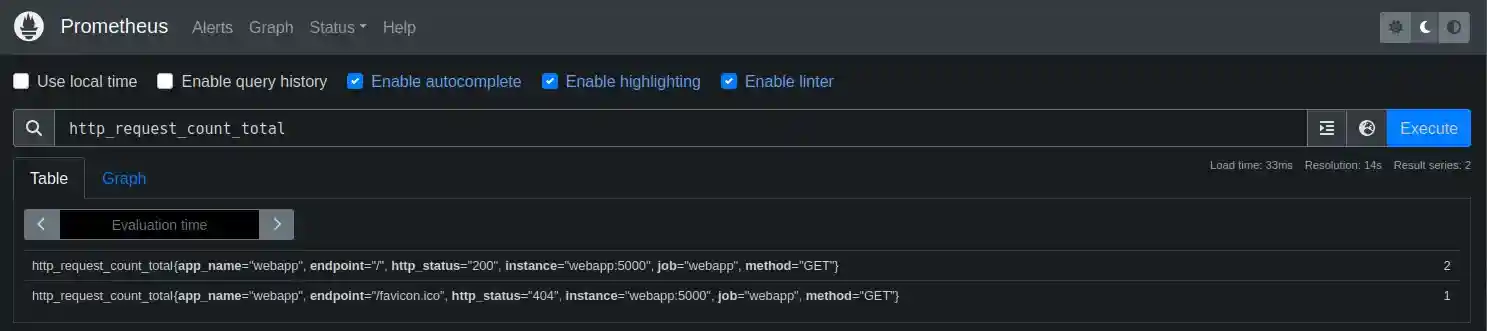 Prometheus Alerts Graph Status Help
Use local time Enable query history Enable autocomplete Enable highlighting Enable linter
http_request_count_total Execute
Load time: 33ms Resolution: 14s Result series: 2
Table Graph
Evaluation time
http_request_count_total{app_name="webapp", endpoint="/", http_status="200", instance="webapp:5000", job="webapp", method="GET"} 2
http_request_count_total{app_name="webapp", endpoint="/favicon.ico", http_status="404", instance="webapp:5000", job="webapp", method="GET"} 1